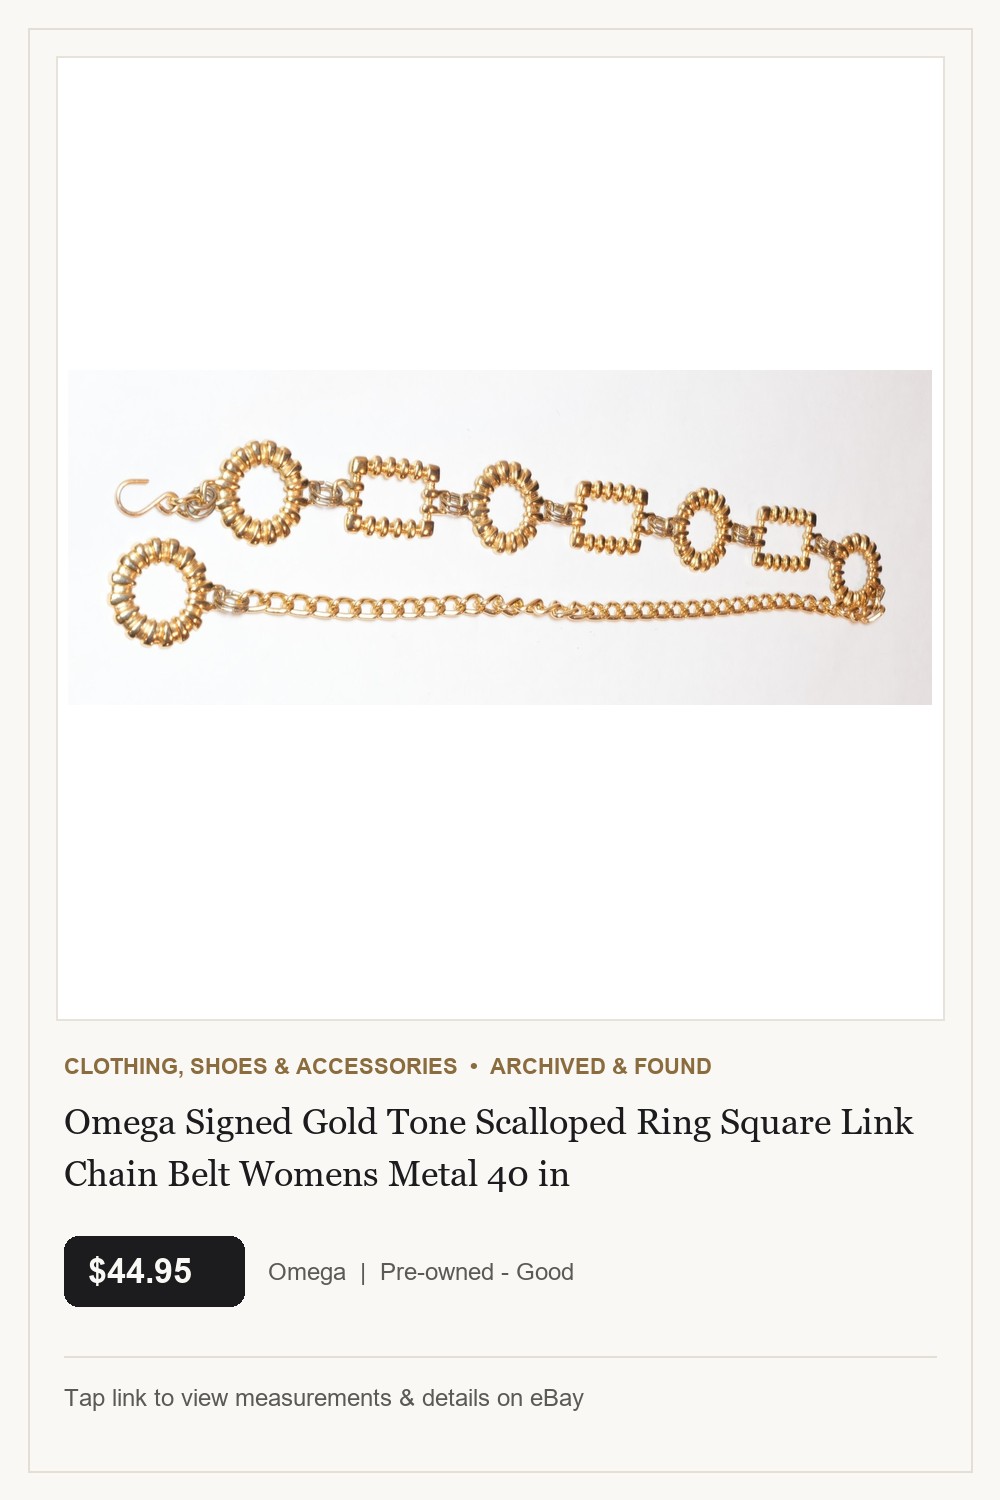 CLOTHING, SHOES & ACCESSORIES • ARCHIVED & FOUND
Omega Signed Gold Tone Scalloped Ring Square Link
Chain Belt Womens Metal 40 in
$44.95
Omega | Pre-owned - Good
Tap link to view measurements & details on eBay